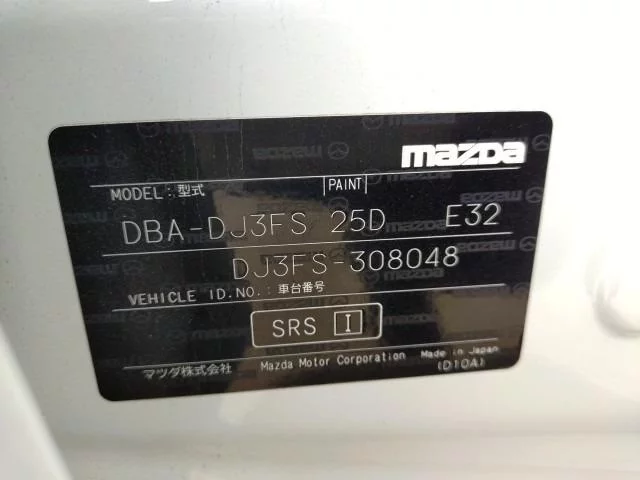 mazda
MODEL:型式 PAINT
DBA-DJ3FS 25D E32
DJ3FS-308048
VEHICLE ID.NO.:車台番号
SRS I
マツダ株式会社 Mazda Motor Corporation Made in Japan
(D10A)